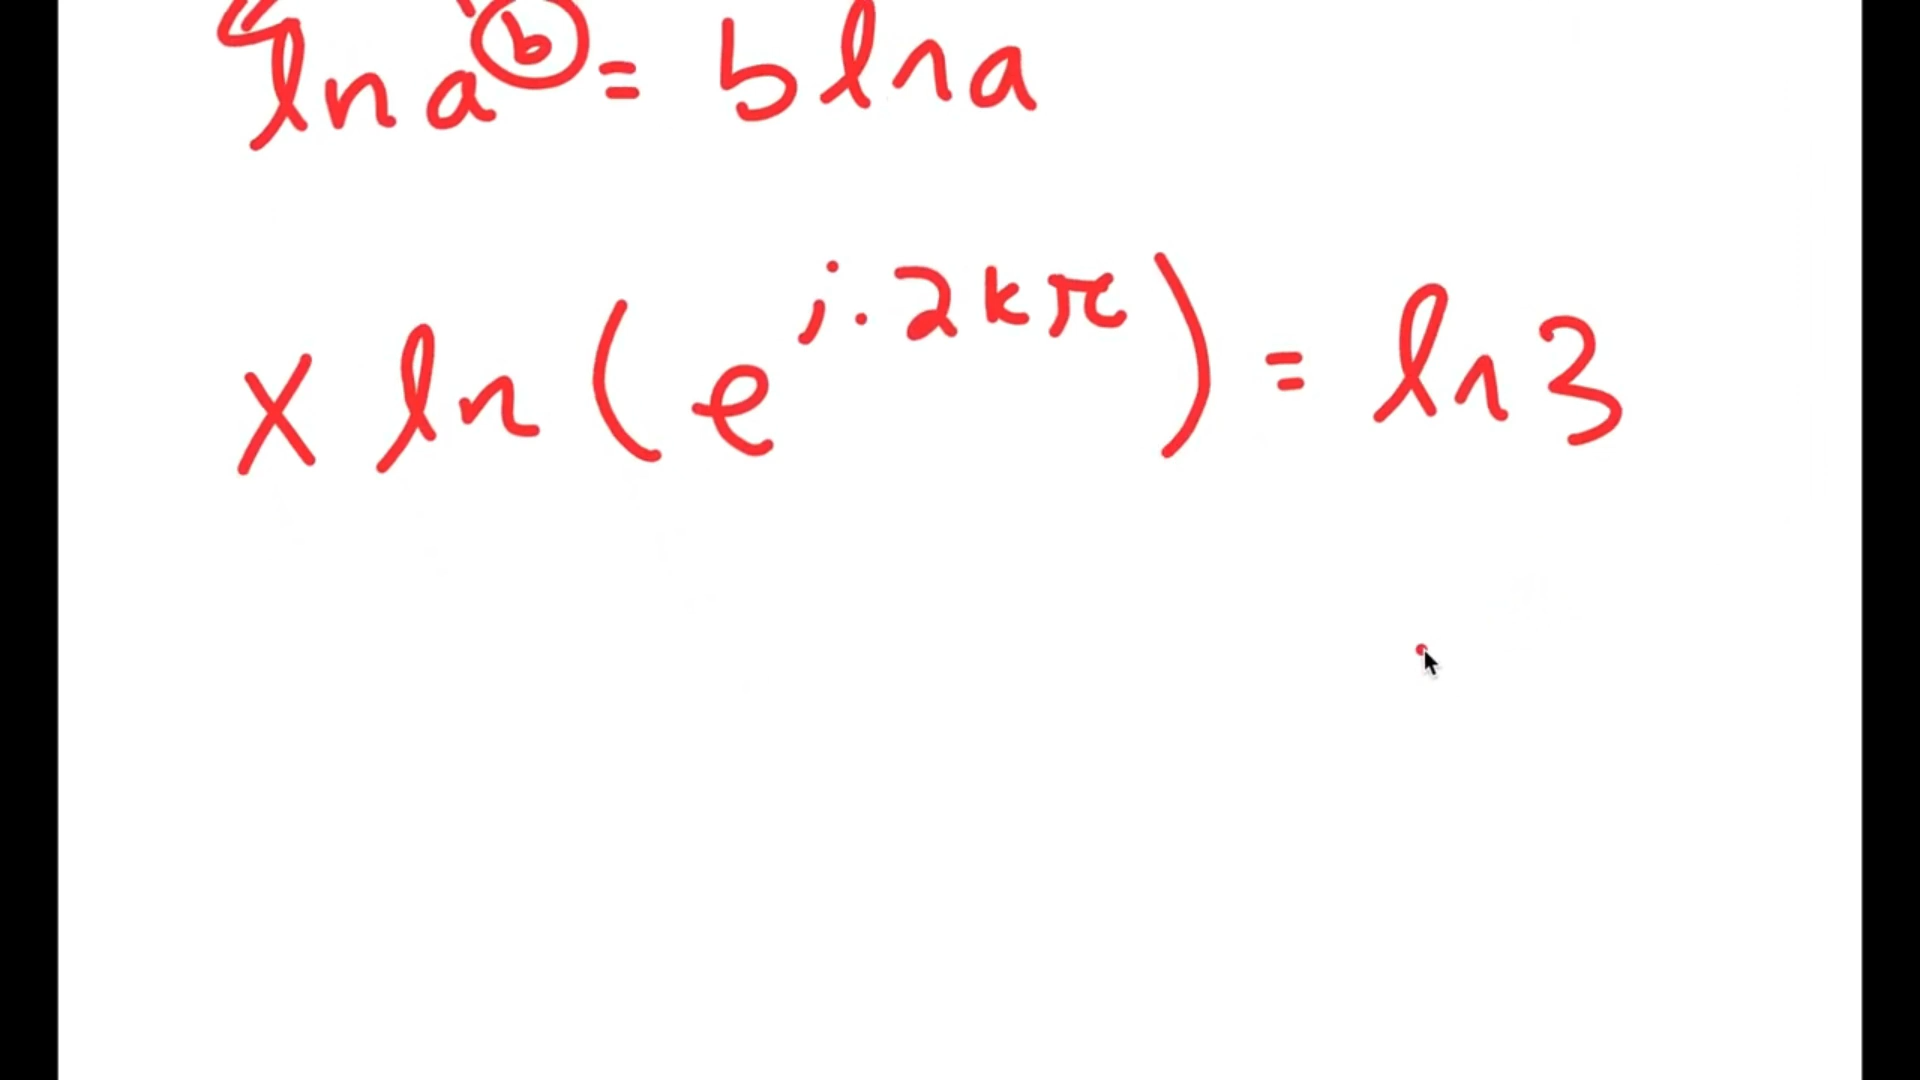 ln a^b = b ln a
x ln (e^{i.2kπ}) = ln 3